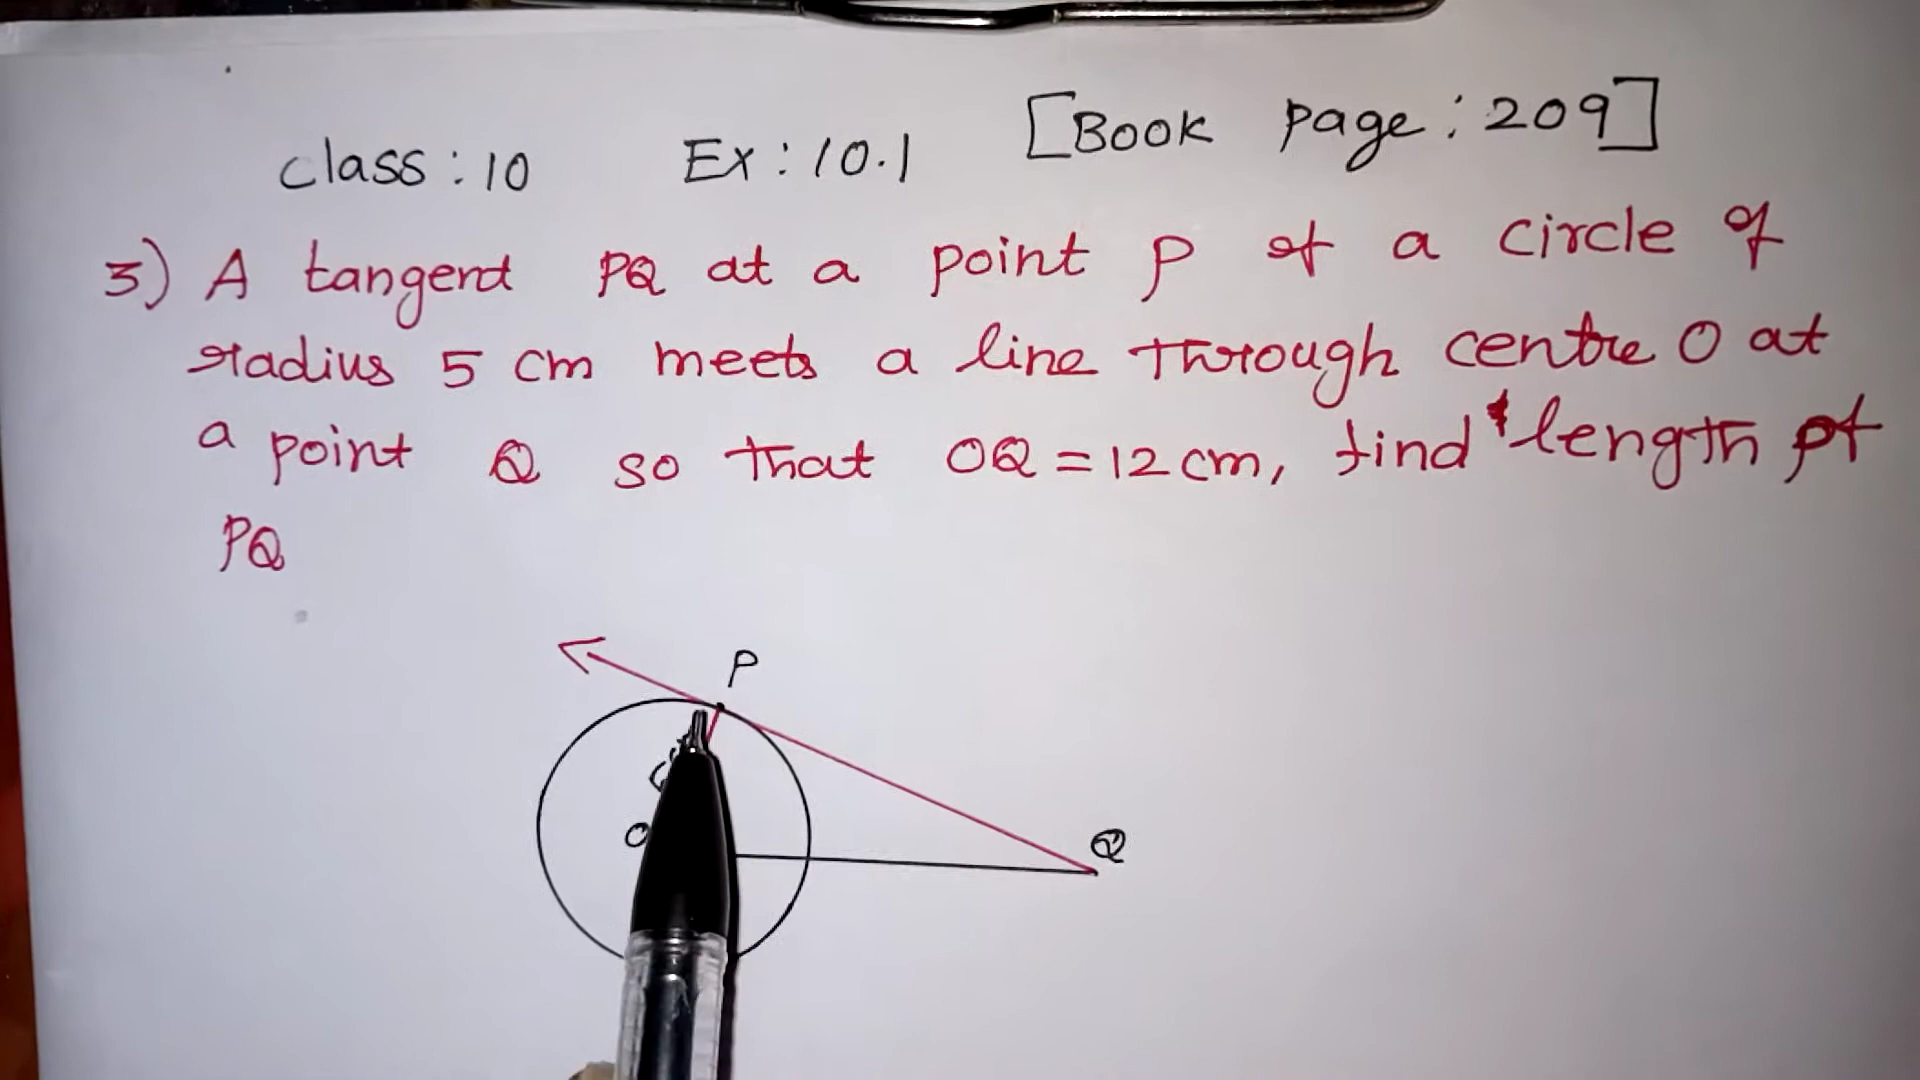 class: 10 Ex: 10.1 [Book page: 209]
3) A tangent PQ at a point P of a circle of
radius 5 cm meets a line through centre O at
a point Q so that OQ = 12 cm, find length of
PQ
P
O
Q